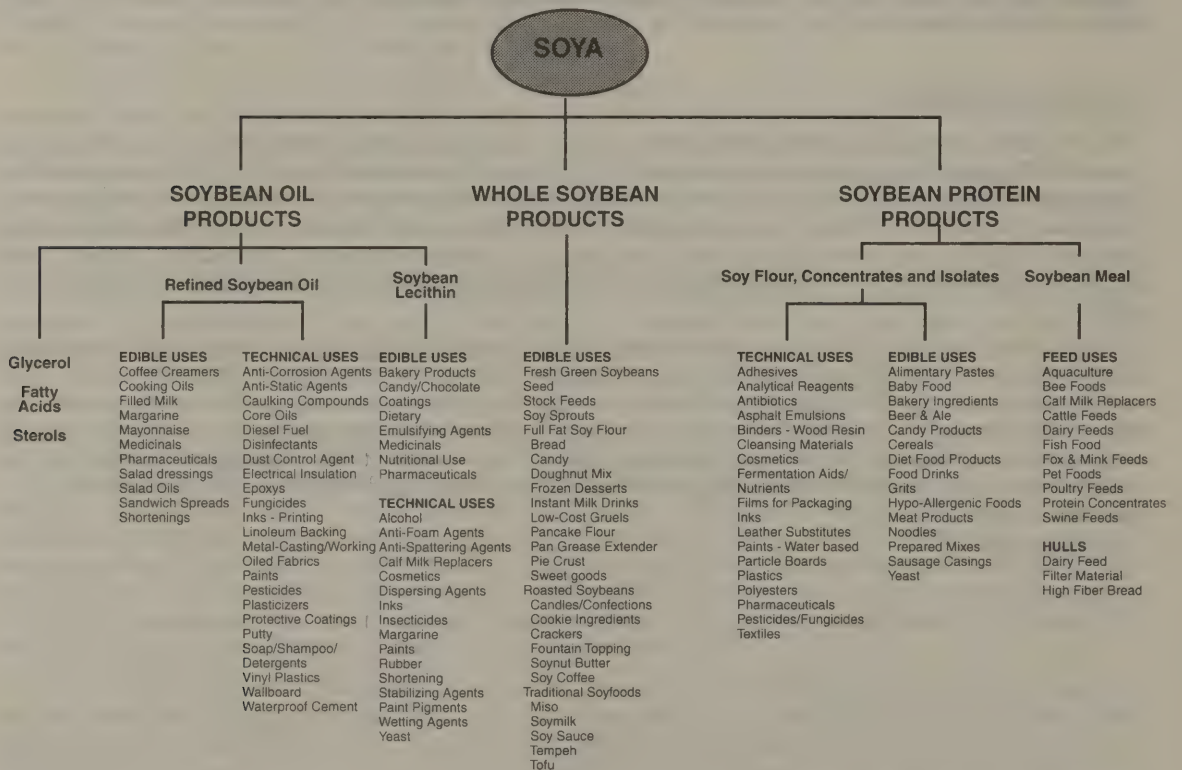 SOYA
SOYBEAN OIL
PRODUCTS
WHOLE SOYBEAN
PRODUCTS
SOYBEAN PROTEIN
PRODUCTS
Glycerol
Fatty
Acids
Sterols
Refined Soybean Oil
EDIBLE USES
Coffee Creamers
Cooking Oils
Filled Milk
Margarine
Mayonnaise
Medicinals
Pharmaceuticals
Salad dressings
Salad Oils
Sandwich Spreads
Shortenings
TECHNICAL USES
Anti-Corrosion Agents
Anti-Static Agents
Caulking Compounds
Core Oils
Diesel Fuel
Disinfectants
Dust Control Agent
Electrical Insulation
Epoxys
Fungicides
Inks - Printing
Linoleum Backing
Metal-Casting/Working
Oiled Fabrics
Paints
Pesticides
Plasticizers
Protective Coatings
Putty
Soap/Shampoo/
Detergents
Vinyl Plastics
Wallboard
Waterproof Cement
Soybean
Lecithin
EDIBLE USES
Bakery Products
Candy/Chocolate
Coatings
Dietary
Emulsifying Agents
Medicinals
Nutritional Use
Pharmaceuticals
TECHNICAL USES
Alcohol
Anti-Foam Agents
Anti-Spattering Agents
Calf Milk Replacers
Cosmetics
Dispersing Agents
Inks
Insecticides
Margarine
Paints
Rubber
Shortening
Stabilizing Agents
Paint Pigments
Wetting Agents
Yeast
EDIBLE USES
Fresh Green Soybeans
Seed
Stock Feeds
Soy Sprouts
Full Fat Soy Flour
Bread
Candy
Doughnut Mix
Frozen Desserts
Instant Milk Drinks
Low-Cost Gruels
Pancake Flour
Pan Grease Extender
Pie Crust
Sweet goods
Roasted Soybeans
Candies/Confections
Cookie Ingredients
Crackers
Fountain Topping
Soynut Butter
Soy Coffee
Traditional Soyfoods
Miso
Soymilk
Soy Sauce
Tempeh
Tofu
Soy Flour, Concentrates and Isolates
TECHNICAL USES
Adhesives
Analytical Reagents
Antibiotics
Asphalt Emulsions
Binders - Wood Resin
Cleansing Materials
Cosmetics
Fermentation Aids/
Nutrients
Films for Packaging
Inks
Leather Substitutes
Paints - Water based
Particle Boards
Plastics
Polyesters
Pharmaceuticals
Pesticides/Fungicides
Textiles
EDIBLE USES
Alimentary Pastes
Baby Food
Bakery Ingredients
Beer & Ale
Candy Products
Cereals
Diet Food Products
Food Drinks
Grits
Hypo-Allergenic Foods
Meat Products
Noodles
Prepared Mixes
Sausage Casings
Yeast
Soybean Meal
FEED USES
Aquaculture
Bee Foods
Calf Milk Replacers
Cattle Feeds
Dairy Feeds
Fish Food
Fox & Mink Feeds
Pet Foods
Poultry Feeds
Protein Concentrates
Swine Feeds
HULLS
Dairy Feed
Filter Material
High Fiber Bread